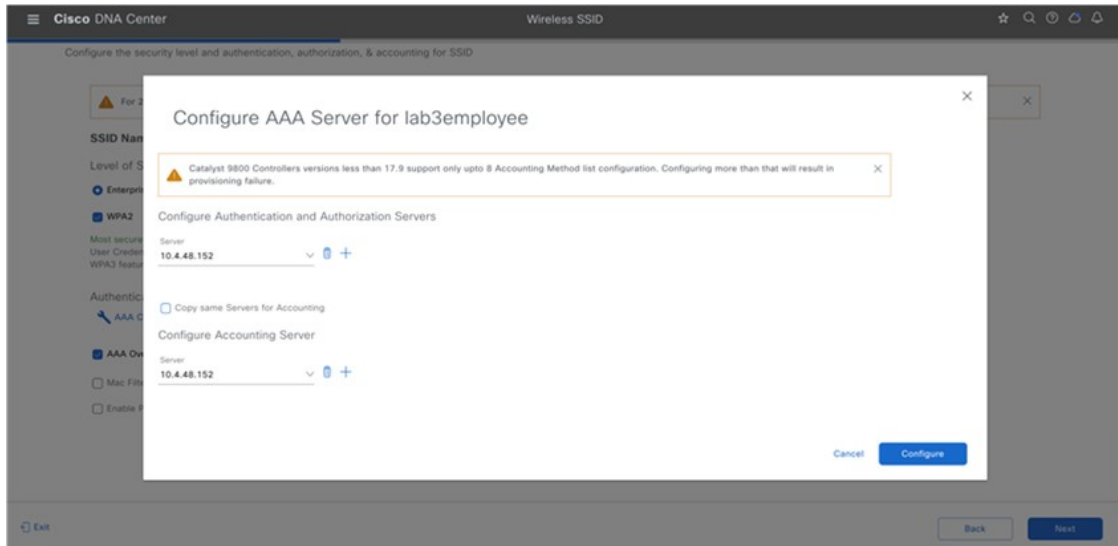 Cisco DNA Center
Wireless SSID
Configure the security level and authentication, authorization, & accounting for SSID
For 2
SSID Nam
Level of S
Enterpri
WPA2
Most secure
User Creden
WPA3 featur
Authentica
AAA C
AAA Ov
Mac Filte
Enable P
Configure AAA Server for lab3employee
Catalyst 9800 Controllers versions less than 17.9 support only upto 8 Accounting Method list configuration. Configuring more than that will result in
provisioning failure.
Configure Authentication and Authorization Servers
Server
10.4.48.152
Copy same Servers for Accounting
Configure Accounting Server
Server
10.4.48.152
Cancel
Configure
Exit
Back
Next